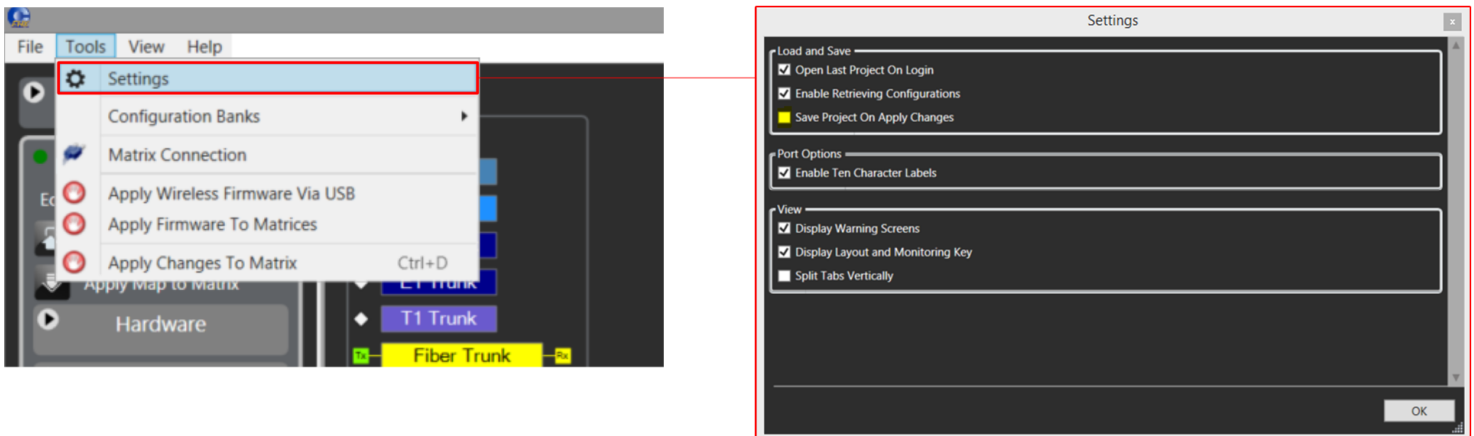 File Tools View Help
Settings
Configuration Banks
Matrix Connection
Apply Wireless Firmware Via USB
Apply Firmware To Matrices
Apply Changes To Matrix Ctrl+D
Apply Map to Matrix
Hardware
E1 Trunk
T1 Trunk
Tx Fiber Trunk Rx
Settings
x
Load and Save
Open Last Project On Login
Enable Retrieving Configurations
Save Project On Apply Changes
Port Options
Enable Ten Character Labels
View
Display Warning Screens
Display Layout and Monitoring Key
Split Tabs Vertically
OK